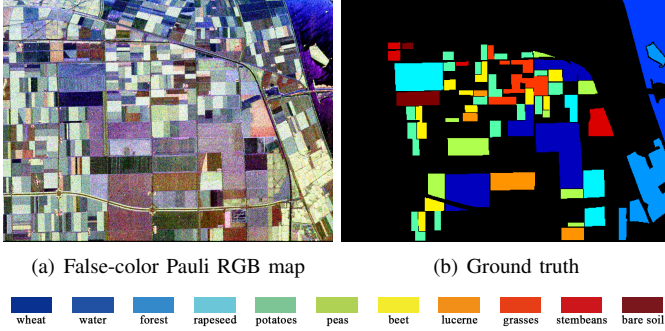 (a) False-color Pauli RGB map (b) Ground truth
wheat water forest rapeseed potatoes peas beet lucerne grasses stembeans bare soil